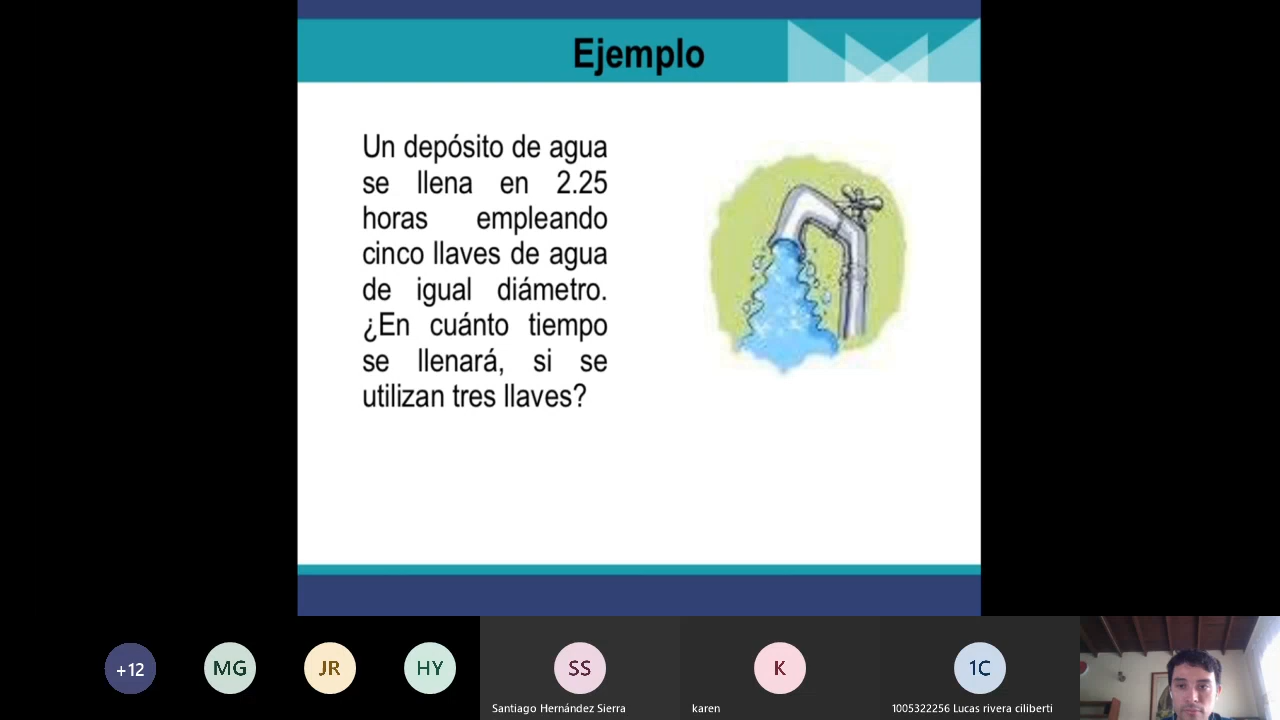 Ejemplo
Un depósito de agua
se llena en 2.25
horas empleando
cinco llaves de agua
de igual diámetro.
¿En cuánto tiempo
se llenará, si se
utilizan tres llaves?
+12
MG
JR
HY
SS
K
1C
Santiago Hernández Sierra
karen
1005322256 Lucas rivera ciliberti